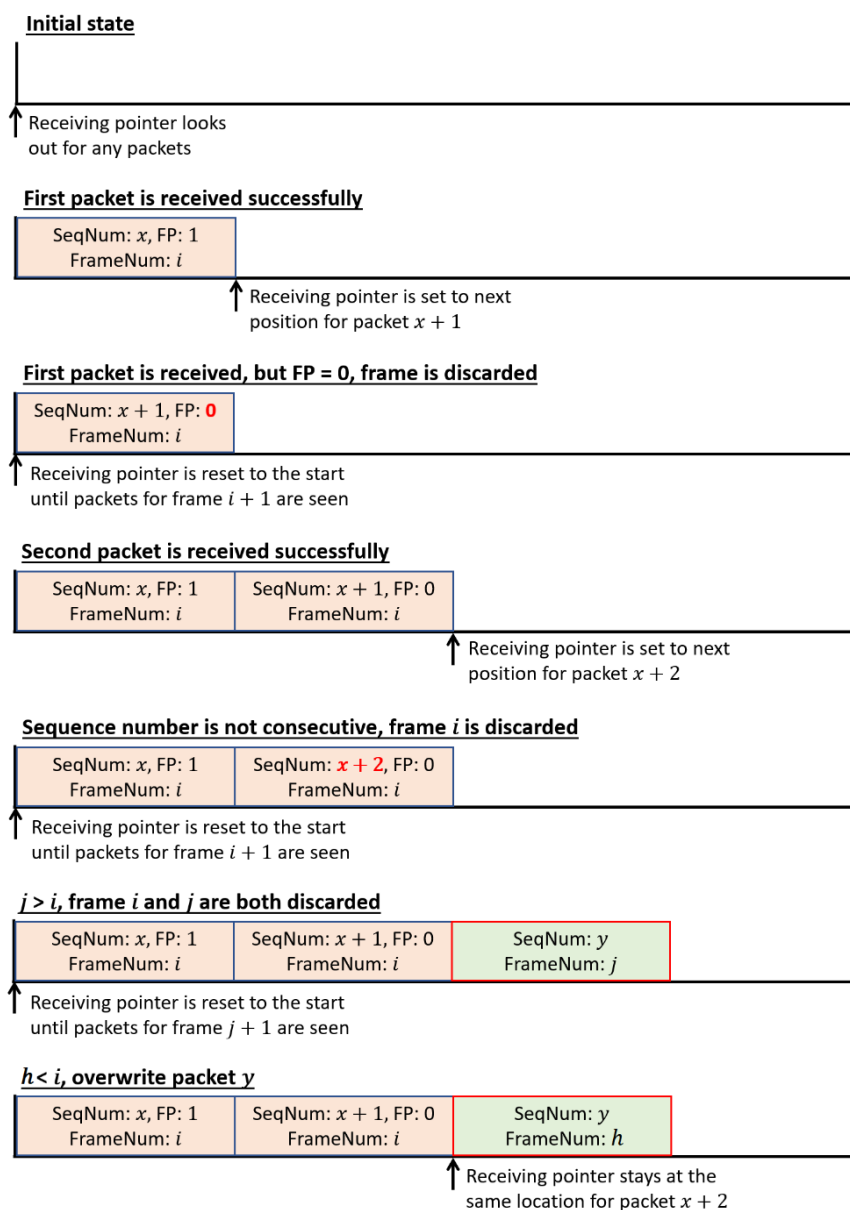 Initial state
Receiving pointer looks
out for any packets
First packet is received successfully
SeqNum: x, FP: 1
FrameNum: i
Receiving pointer is set to next
position for packet x + 1
First packet is received, but FP = 0, frame is discarded
SeqNum: x + 1, FP: 0
FrameNum: i
Receiving pointer is reset to the start
until packets for frame i + 1 are seen
Second packet is received successfully
SeqNum: x, FP: 1
FrameNum: i
SeqNum: x + 1, FP: 0
FrameNum: i
Receiving pointer is set to next
position for packet x + 2
Sequence number is not consecutive, frame i is discarded
SeqNum: x, FP: 1
FrameNum: i
SeqNum: x + 2, FP: 0
FrameNum: i
Receiving pointer is reset to the start
until packets for frame i + 1 are seen
j > i, frame i and j are both discarded
SeqNum: x, FP: 1
FrameNum: i
SeqNum: x + 1, FP: 0
FrameNum: i
SeqNum: y
FrameNum: j
Receiving pointer is reset to the start
until packets for frame j + 1 are seen
h< i, overwrite packet y
SeqNum: x, FP: 1
FrameNum: i
SeqNum: x + 1, FP: 0
FrameNum: i
SeqNum: y
FrameNum: h
Receiving pointer stays at the
same location for packet x + 2